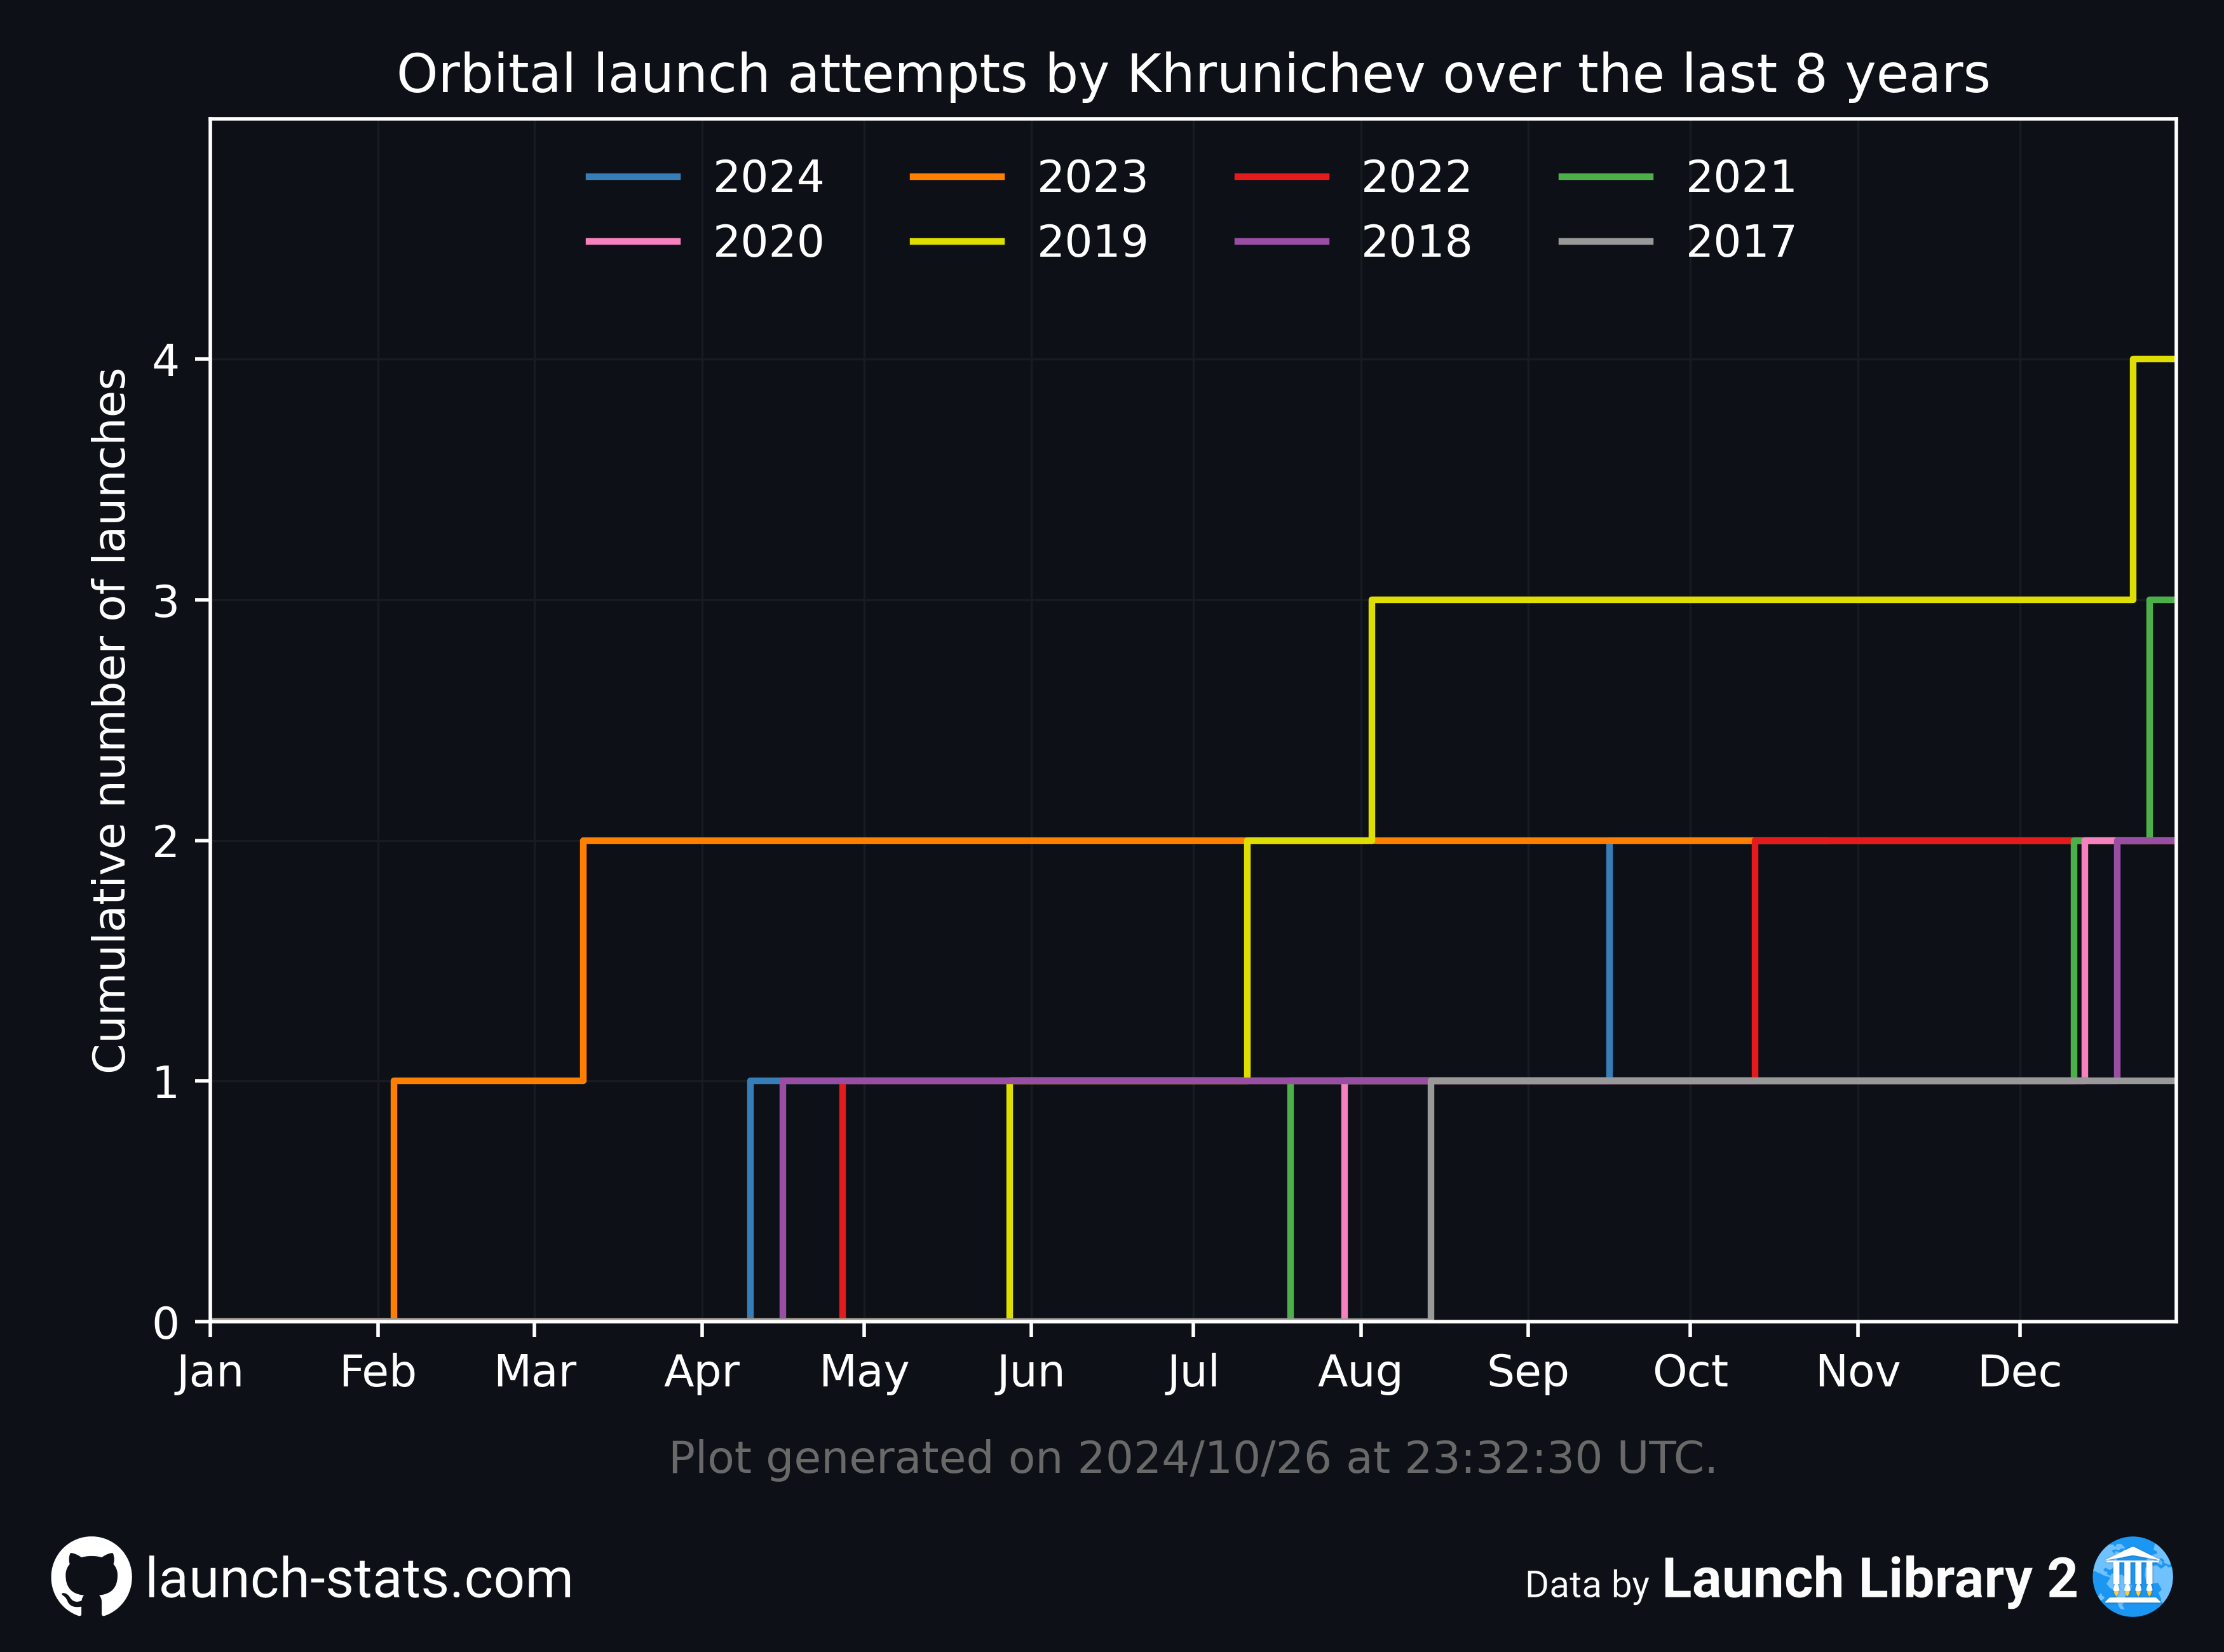 Orbital launch attempts by Khrunichev over the last 8 years
2024 2023 2022 2021
2020 2019 2018 2017
Cumulative number of launches
4
3
2
1
0
Jan Feb Mar Apr May Jun Jul Aug Sep Oct Nov Dec
Plot generated on 2024/10/26 at 23:32:30 UTC.
launch-stats.com
Data by Launch Library 2